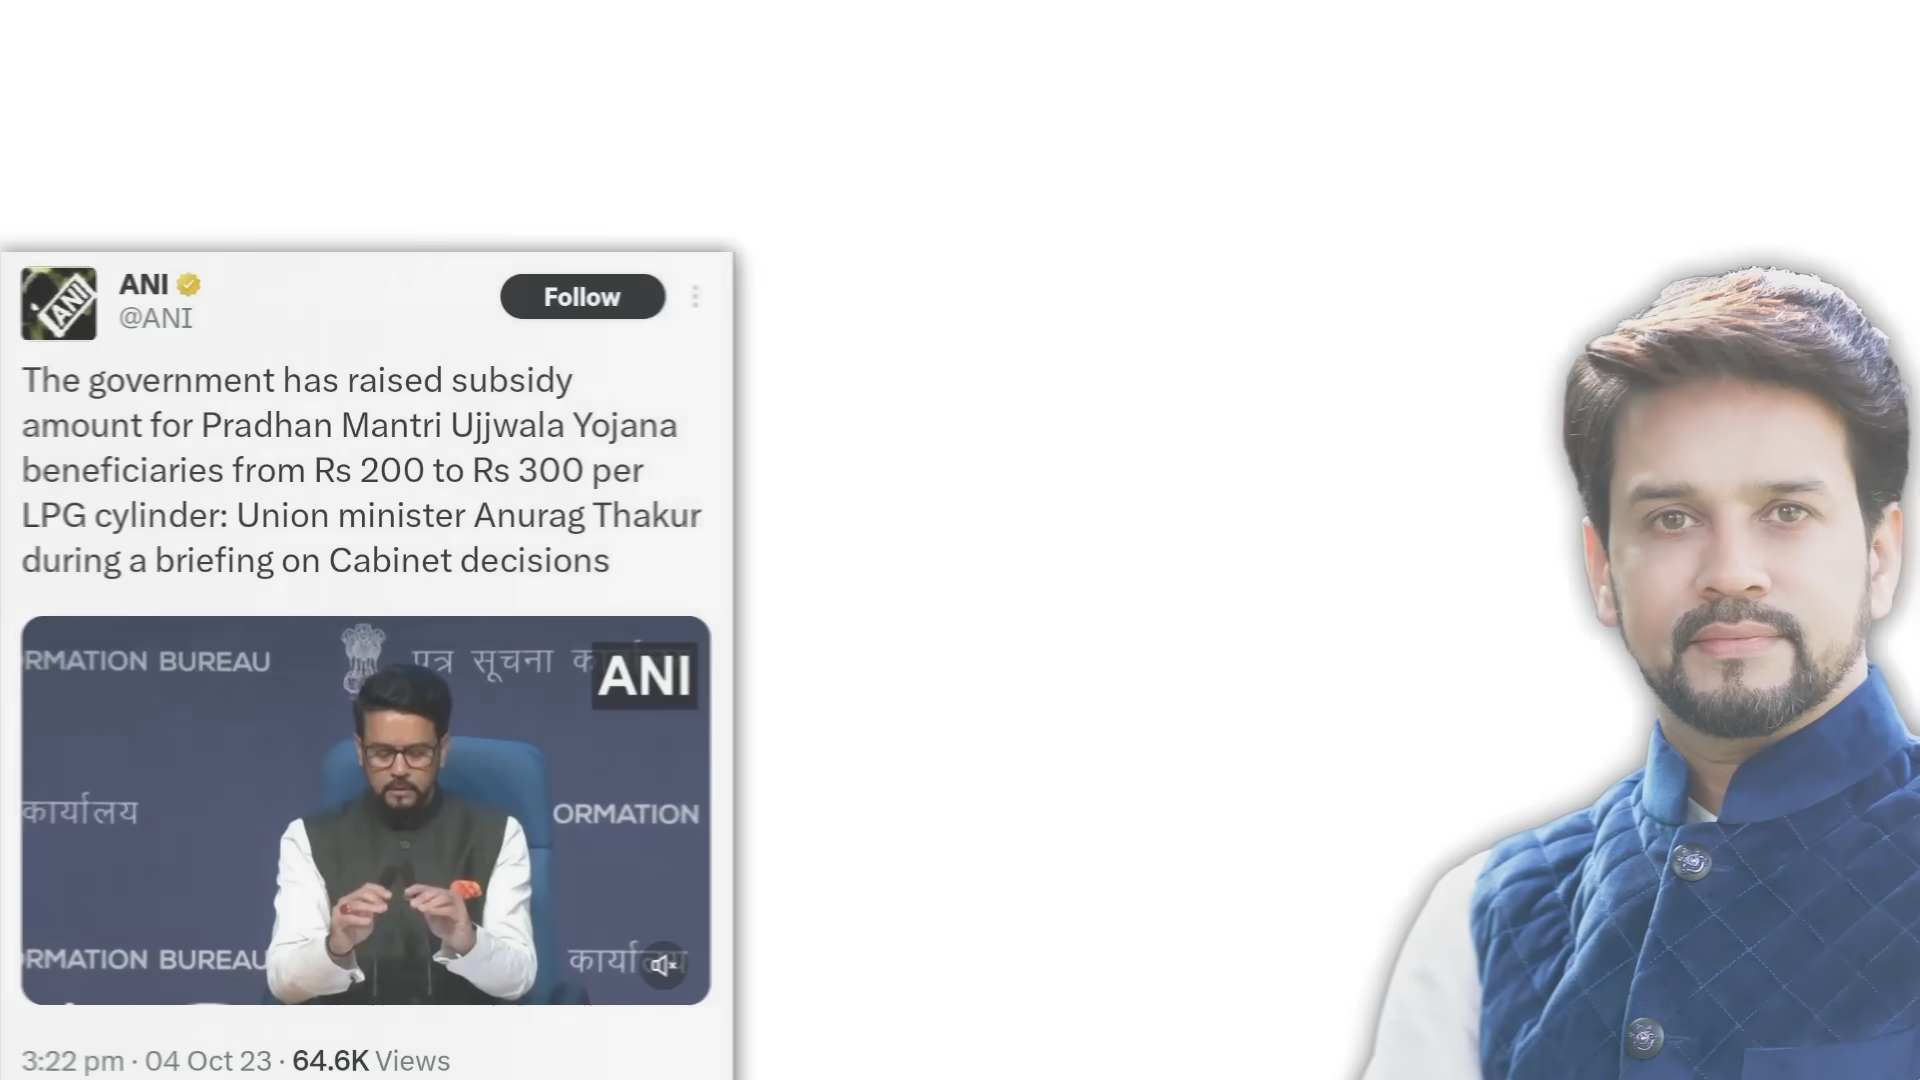 ANI
ANI
@ANI
Follow
The government has raised subsidy
amount for Pradhan Mantri Ujjwala Yojana
beneficiaries from Rs 200 to Rs 300 per
LPG cylinder: Union minister Anurag Thakur
during a briefing on Cabinet decisions
RMATION BUREAU
पत्र सूचना
ANI
कार्यालय
ORMATION
RMATION BUREAU
3:22 pm · 04 Oct 23 · 64.6K Views